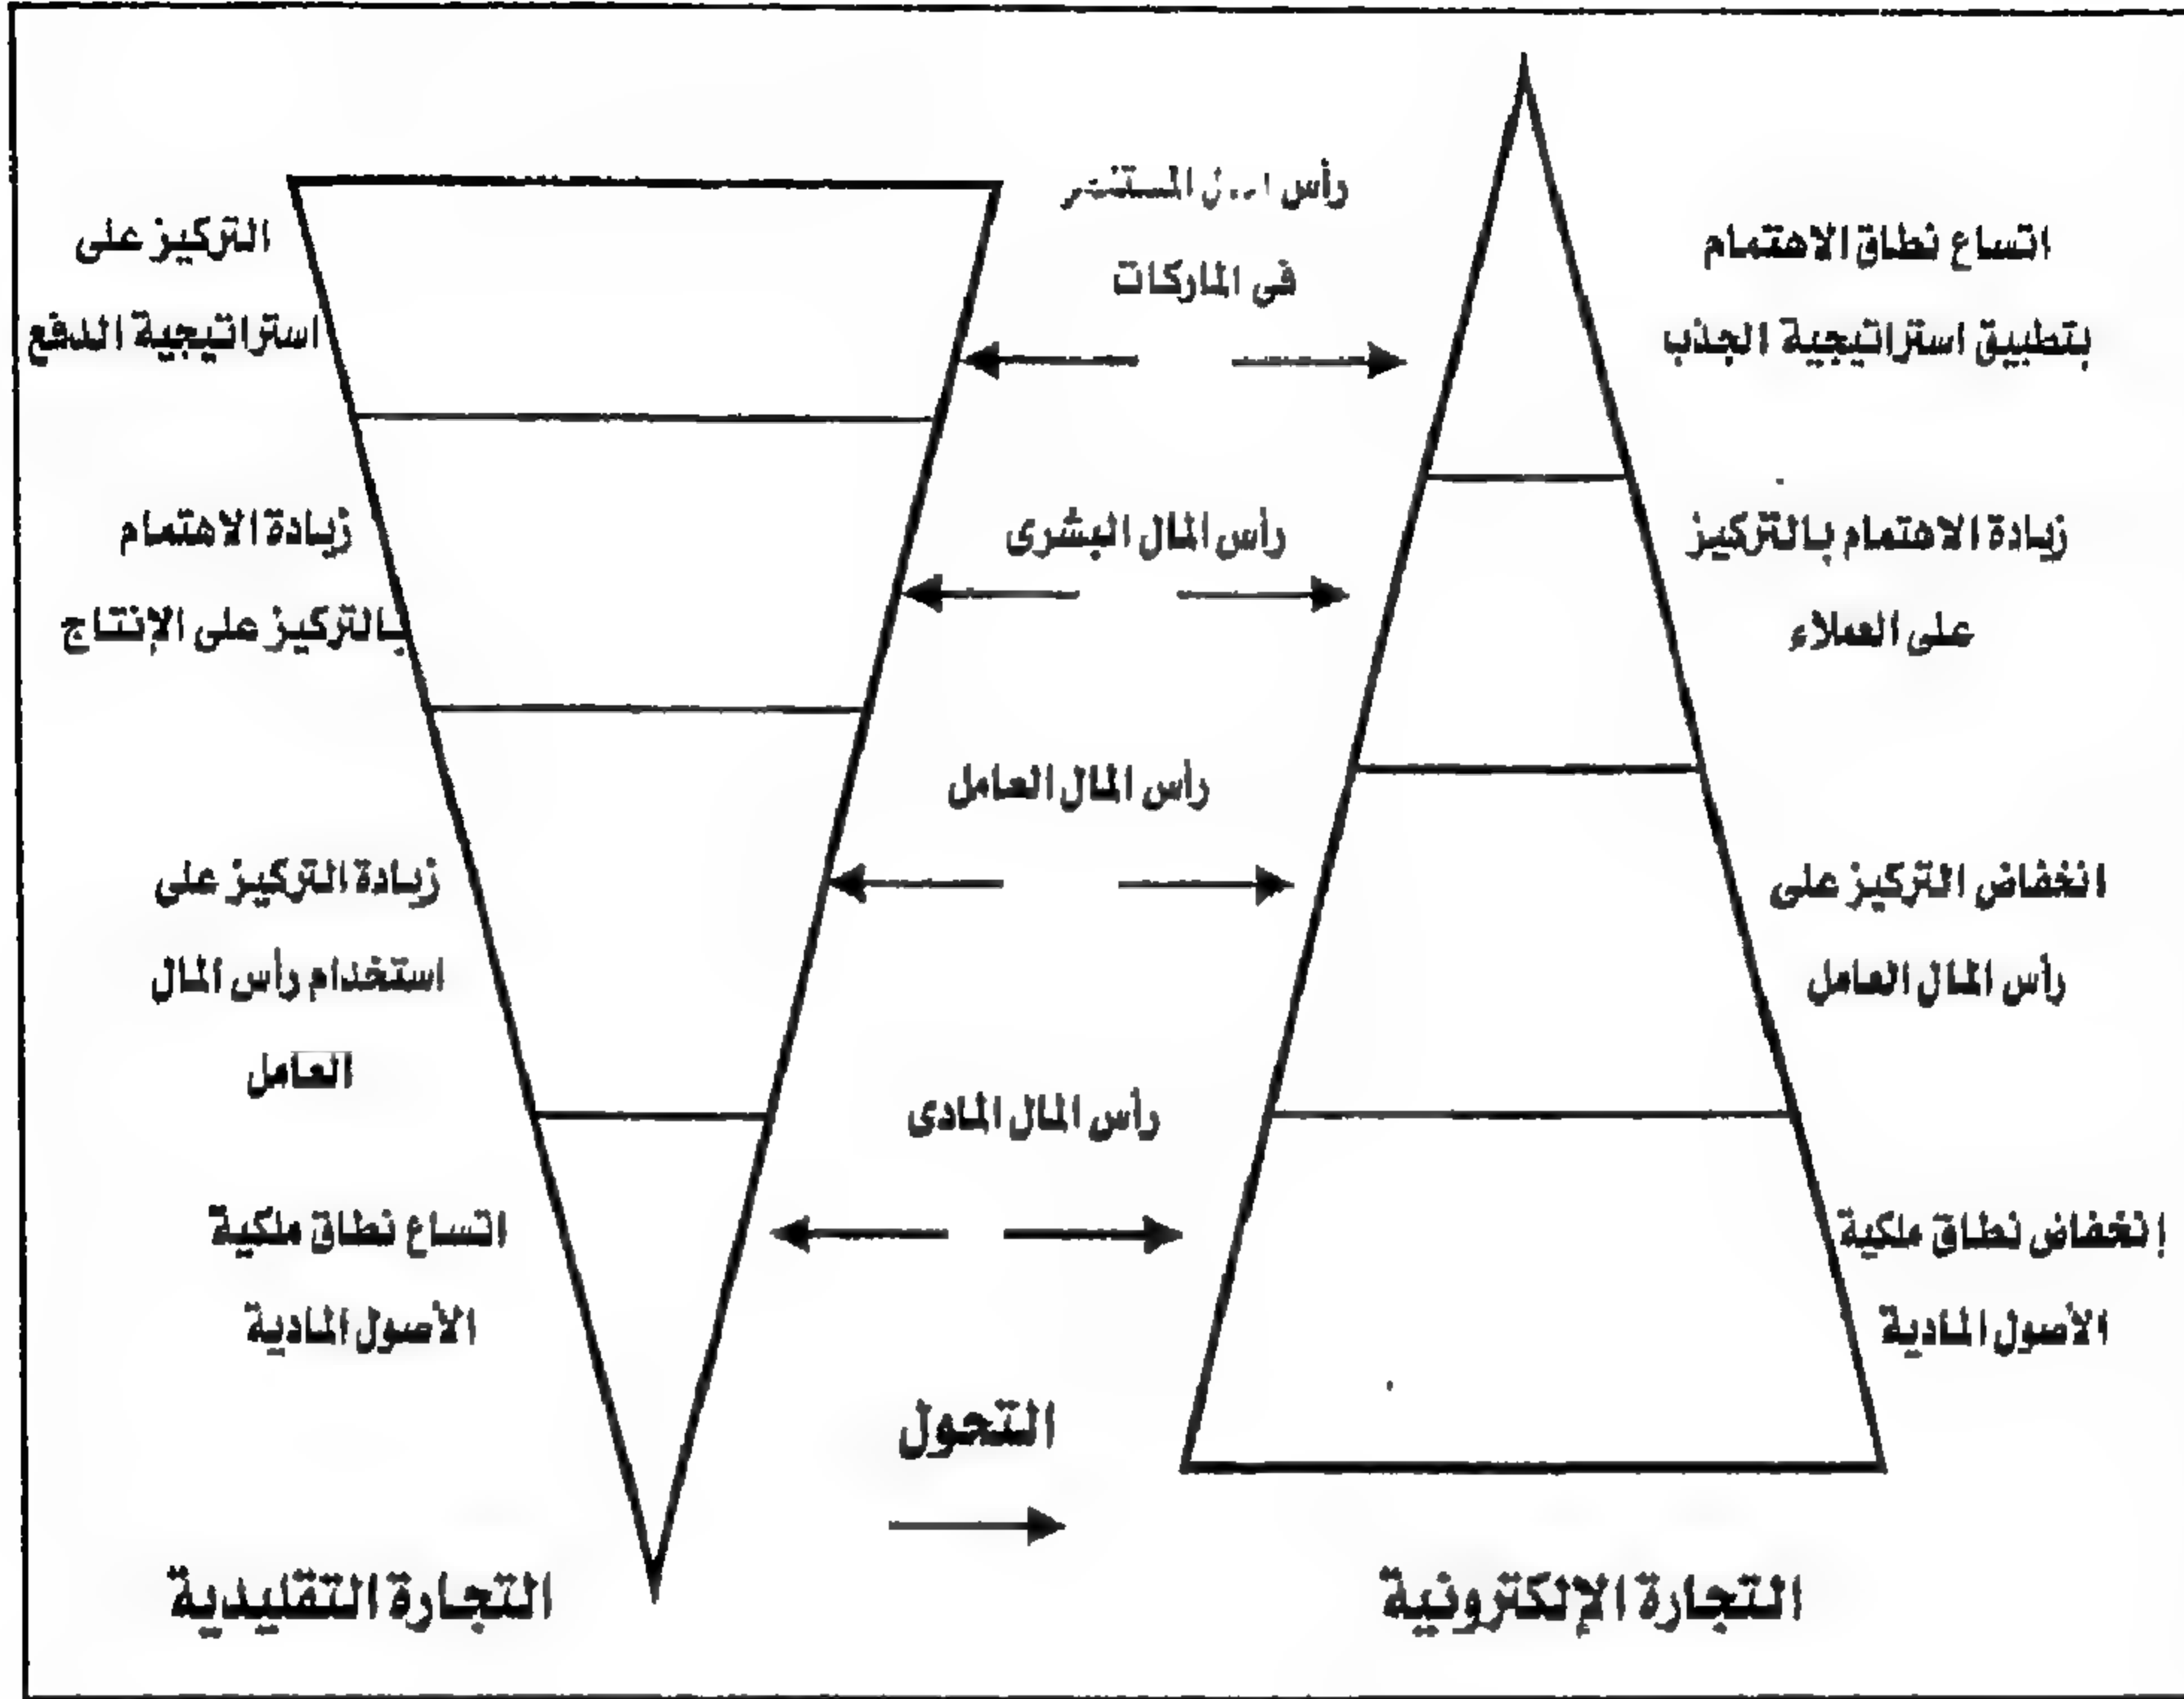 رأس المستثمر
في الماركات
اتساع نطاق الاهتمام
بتطبيق استراتيجية الجذب
التركيز على
استراتيجية الدفع
زيادة الاهتمام بالتركيز
على العملاء
رأس المال البشرى
زيادة الاهتمام
بالتركيز على الإنتاج
رأس المال العامل
انخفاض التركيز على
رأس المال العامل
زيادة التركيز على
استخدام رأس المال
العامل
رأس المال المادى
إنخفاض نطاق ملكية
الأصول المادية
اتساع نطاق ملكية
الأصول المادية
التحول
التجارة الإلكترونية
التجارة التقليدية